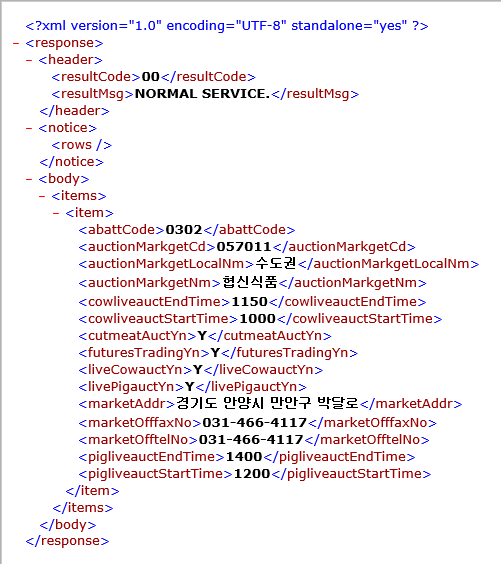 <?xml version="1.0" encoding="UTF-8" standalone="yes" ?>
- <response>
- <header>
<resultCode>00</resultCode>
<resultMsg>NORMAL SERVICE.</resultMsg>
</header>
- <notice>
<rows />
</notice>
- <body>
- <items>
- <item>
<abattCode>0302</abattCode>
<auctionMarkgetCd>057011</auctionMarkgetCd>
<auctionMarkgetLocalNm>수도권</auctionMarkgetLocalNm>
<auctionMarkgetNm>협신식품</auctionMarkgetNm>
<cowliveauctEndTime>1150</cowliveauctEndTime>
<cowliveauctStartTime>1000</cowliveauctStartTime>
<cutmeatAuctYn>Y</cutmeatAuctYn>
<futuresTradingYn>Y</futuresTradingYn>
<liveCowauctYn>Y</liveCowauctYn>
<livePigauctYn>Y</livePigauctYn>
<marketAddr>경기도 안양시 만안구 박달로</marketAddr>
<marketOfffaxNo>031-466-4117</marketOfffaxNo>
<marketOfftelNo>031-466-4117</marketOfftelNo>
<pigliveauctEndTime>1400</pigliveauctEndTime>
<pigliveauctStartTime>1200</pigliveauctStartTime>
</item>
</items>
</body>
</response>